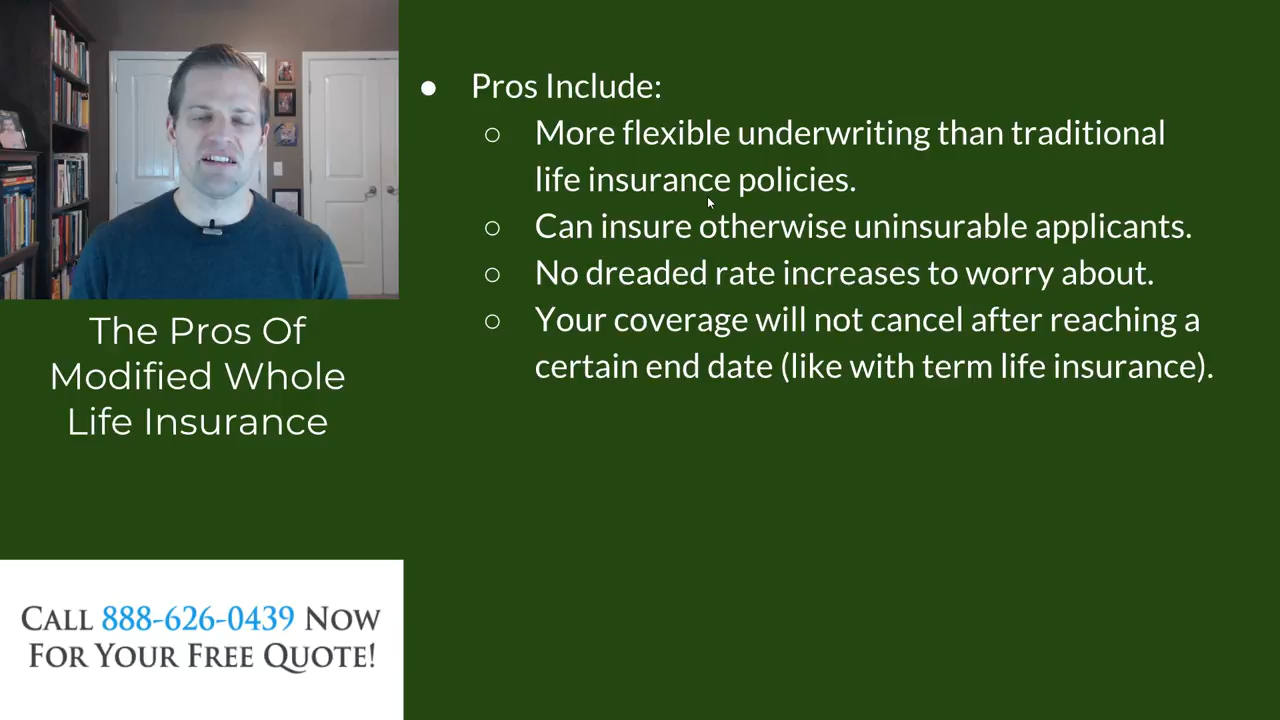 ● Pros Include:
○ More flexible underwriting than traditional
life insurance policies.
○ Can insure otherwise uninsurable applicants.
○ No dreaded rate increases to worry about.
○ Your coverage will not cancel after reaching a
certain end date (like with term life insurance).
The Pros Of
Modified Whole
Life Insurance
Call 888-626-0439 Now
For Your Free Quote!